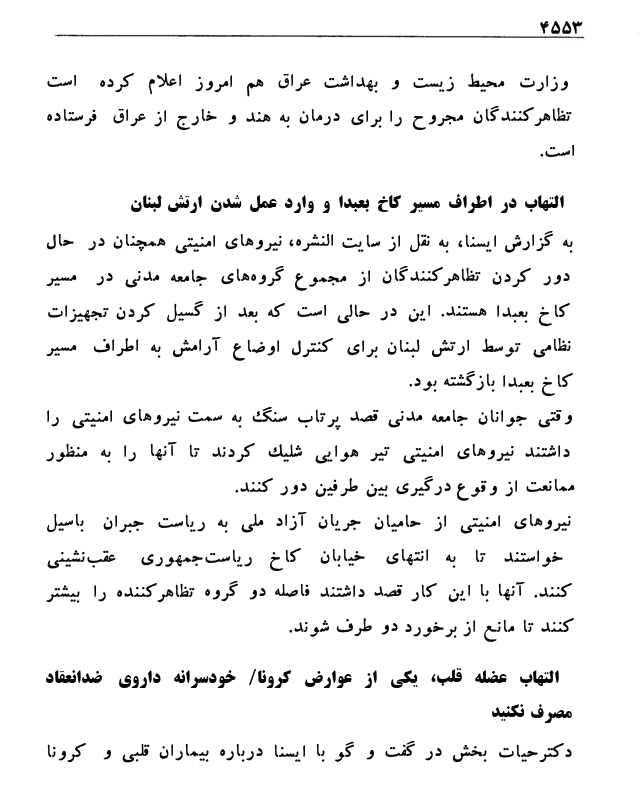 ۴۵۵۳
وزارت محیط زیست و بهداشت عراق هم امروز اعلام کرده است
تظاهرکنندگان مجروح را برای درمان به هند و خارج از عراق فرستاده
است.
التهاب در اطراف مسیر کاخ بعبدا و وارد عمل شدن ارتش لبنان
به گزارش ایسنا، به نقل از سایت النشره، نیروهای امنیتی همچنان در حال
دور کردن تظاهرکنندگان از مجموع گروه‌های جامعه مدنی در مسیر
کاخ بعبدا هستند. این در حالی است که بعد از گسیل کردن تجهیزات
نظامی توسط ارتش لبنان برای کنترل اوضاع آرامش به اطراف مسیر
کاخ بعبدا بازگشته بود.
وقتی جوانان جامعه مدنی قصد پرتاب سنگ به سمت نیروهای امنیتی را
داشتند نیروهای امنیتی تیر هوایی شلیك کردند تا آنها را به منظور
ممانعت از وقوع درگیری بین طرفین دور کنند.
نیروهای امنیتی از حامیان جریان آزاد ملی به ریاست جبران باسیل
خواستند تا به انتهای خیابان کاخ ریاست‌جمهوری عقب‌نشینی
کنند. آنها با این کار قصد داشتند فاصله دو گروه تظاهرکننده را بیشتر
کنند تا مانع از برخورد دو طرف شوند.
التهاب عضله قلب، یکی از عوارض کرونا/ خودسرانه داروی ضدانعقاد
مصرف نکنید
دکترحیات بخش در گفت و گو با ایسنا درباره بیماران قلبی و کرونا